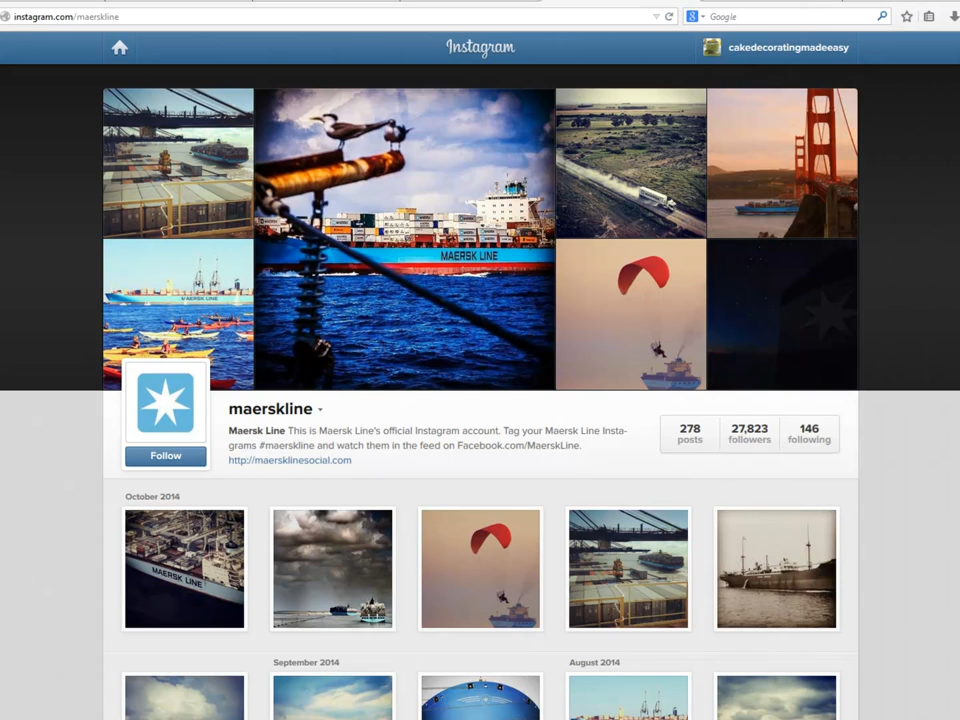 instagram.com/maerskline
Google
Instagram
cakedecoratingmadeeasy
MAERSK LINE
MAERSK LINE
maerskline
Maersk Line This is Maersk Line's official Instagram account. Tag your Maersk Line Insta-
grams #maerskline and watch them in the feed on Facebook.com/MaerskLine.
http://maersklinesocial.com
Follow
278 posts
27,823 followers
146 following
October 2014
MAERSK LINE
September 2014
August 2014